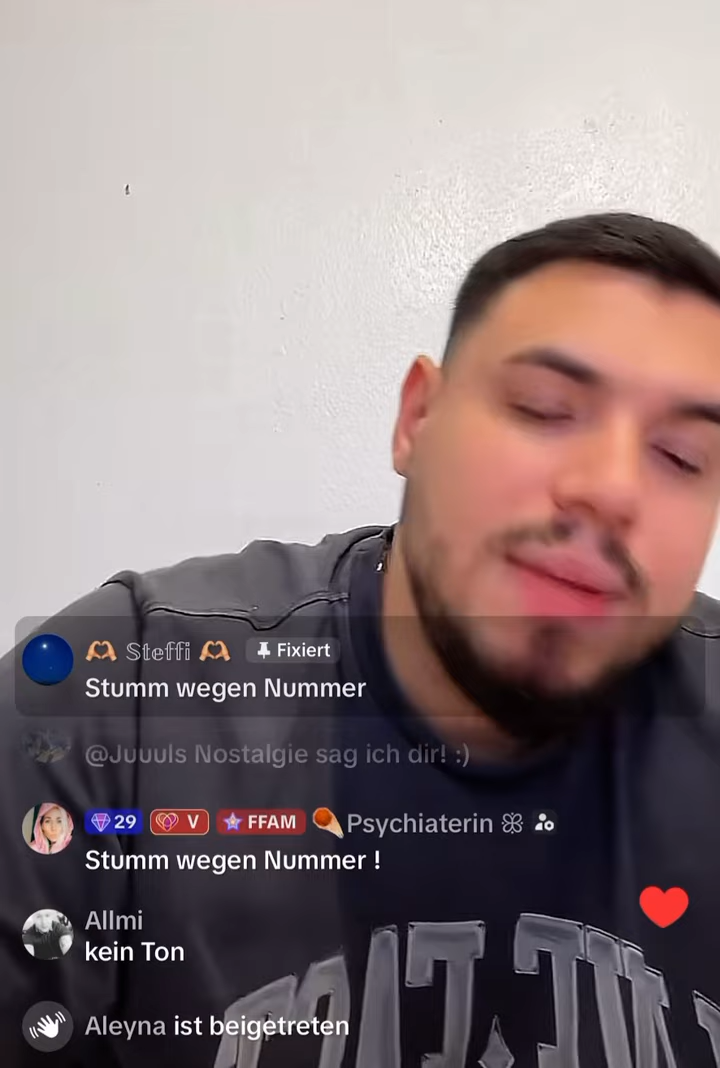 🫶🏼 𝕊𝕥𝕖𝕗𝕗𝕚 🫶🏼 Fixiert
Stumm wegen Nummer
@Juuuls Nostalgie sag ich dir! :)
29 V FFAM Psychiaterin
Stumm wegen Nummer !
Allmi
kein Ton
Aleyna ist beigetreten